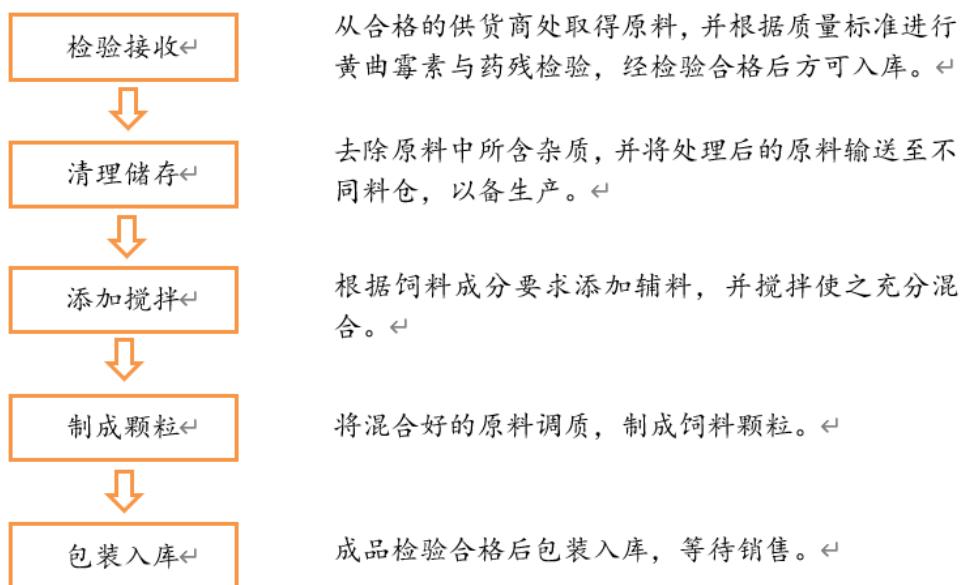 检验接收↵
从合格的供货商处取得原料，并根据质量标准进行
黄曲霉素与药残检验，经检验合格后方可入库。↵
清理储存↵
去除原料中所含杂质，并将处理后的原料输送至不
同料仓，以备生产。↵
添加搅拌↵
根据饲料成分要求添加辅料，并搅拌使之充分混
合。↵
制成颗粒↵
将混合好的原料调质，制成饲料颗粒。↵
包装入库↵
成品检验合格后包装入库，等待销售。↵